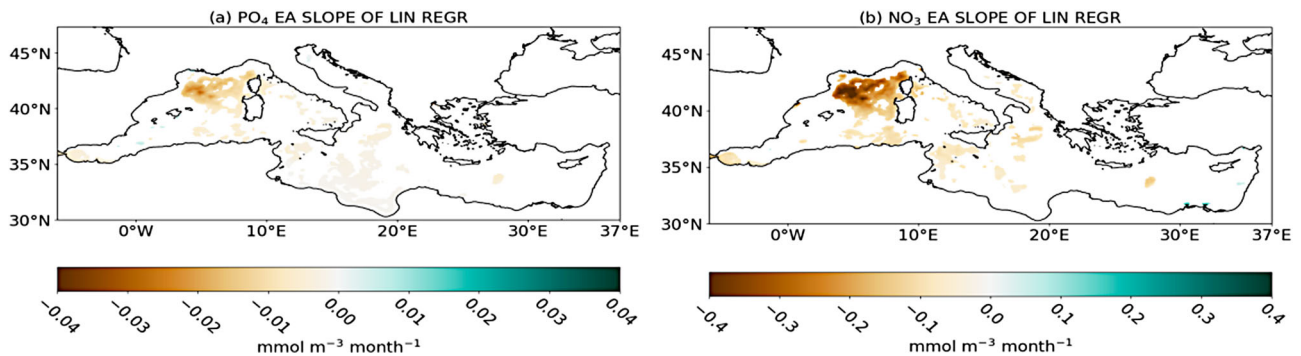 (a) PO₄ EA SLOPE OF LIN REGR
45°N
40°N
35°N
30°N
0°W 10°E 20°E 30°E 37°E
−0.04 −0.03 −0.02 −0.01 0.00 0.01 0.02 0.03 0.04
mmol m⁻³ month⁻¹
(b) NO₃ EA SLOPE OF LIN REGR
45°N
40°N
35°N
30°N
0°W 10°E 20°E 30°E 37°E
−0.4 −0.3 −0.2 −0.1 0.0 0.1 0.2 0.3 0.4
mmol m⁻³ month⁻¹